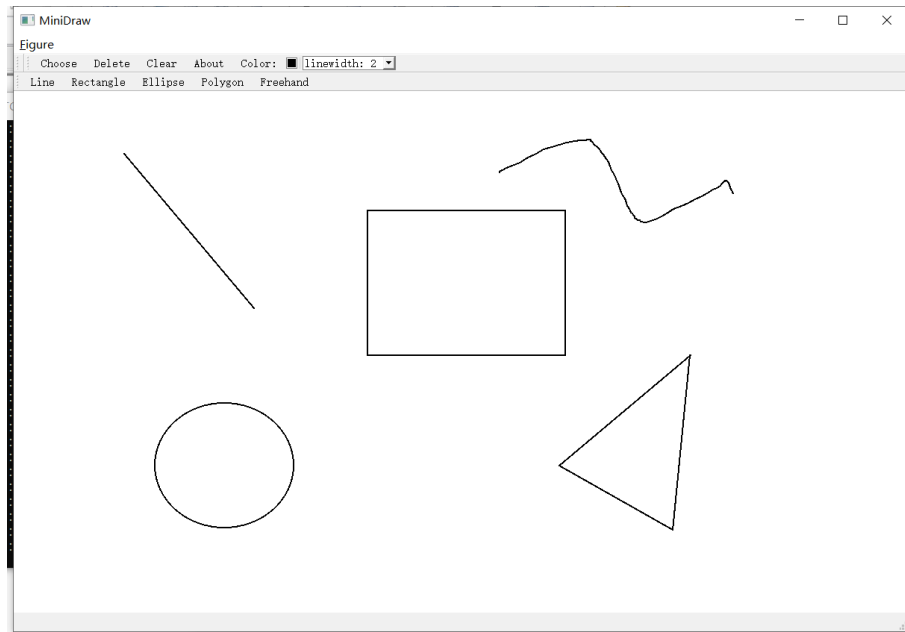 MiniDraw
Figure
Choose Delete Clear About Color: linewidth: 2
Line Rectangle Ellipse Polygon Freehand